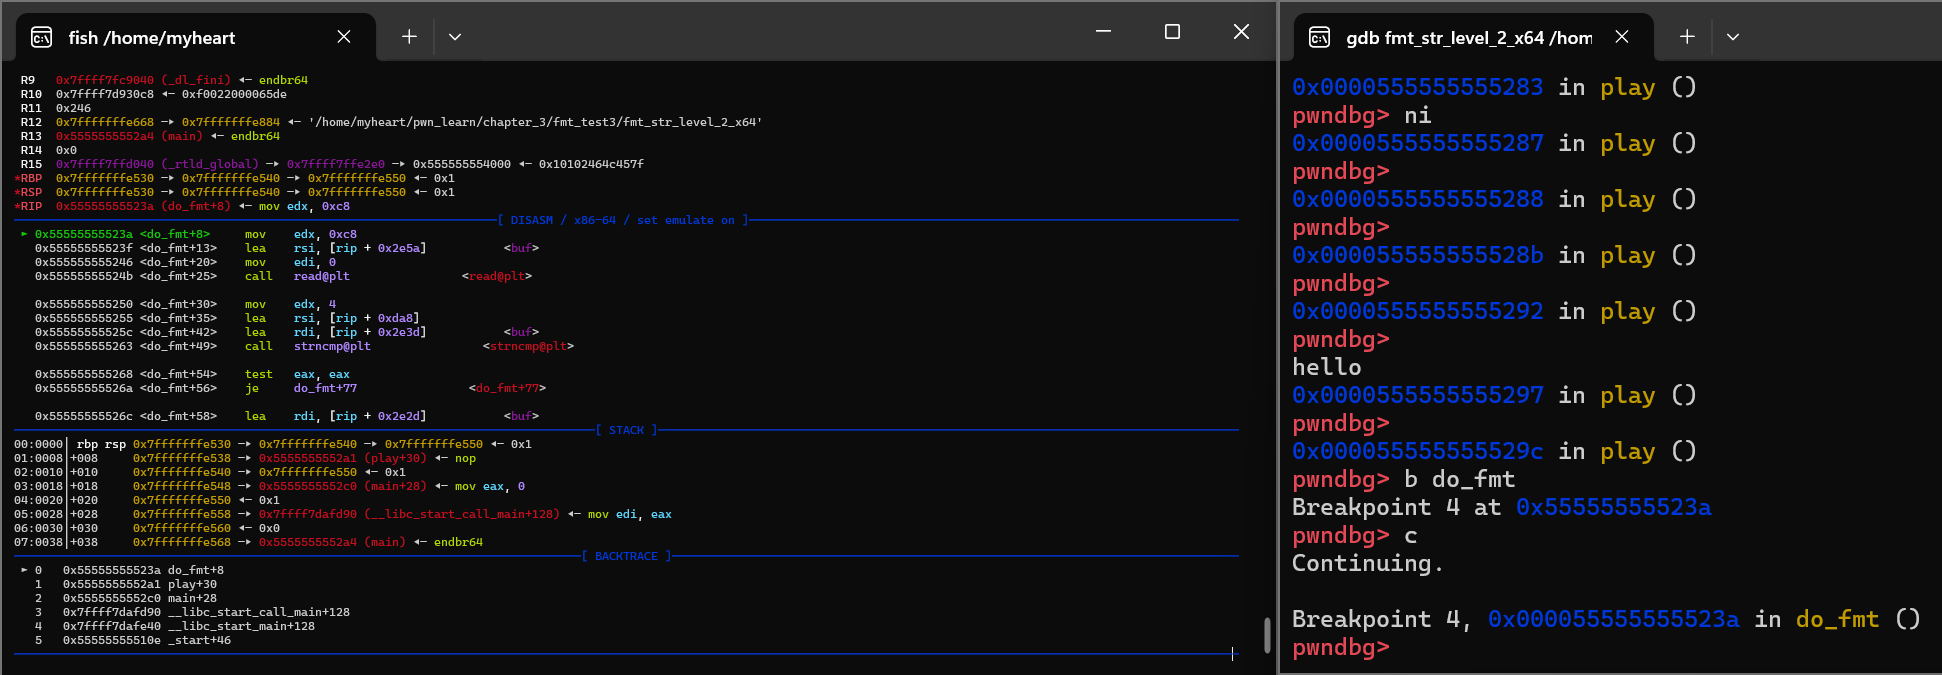 fish /home/myheart
R9 0x7ffff7fc9040 (_dl_fini) ◂— endbr64
R10 0x7ffff7d930c8 ◂— 0xf0022000065de
R11 0x246
R12 0x7fffffffe668 —▸ 0x7fffffffe884 ◂— '/home/myheart/pwn_learn/chapter_3/fmt_test3/fmt_str_level_2_x64'
R13 0x5555555552a4 (main) ◂— endbr64
R14 0x0
R15 0x7ffff7ffd040 (_rtld_global) —▸ 0x7ffff7ffe2e0 —▸ 0x555555554000 ◂— 0x10102464c457f
*RBP 0x7fffffffe530 —▸ 0x7fffffffe540 —▸ 0x7fffffffe550 ◂— 0x1
*RSP 0x7fffffffe530 —▸ 0x7fffffffe540 —▸ 0x7fffffffe550 ◂— 0x1
*RIP 0x55555555523a (do_fmt+8) ◂— mov edx, 0xc8
[ DISASM / x86-64 / set emulate on ]
► 0x55555555523a <do_fmt+8> mov edx, 0xc8
0x55555555523f <do_fmt+13> lea rsi, [rip + 0x2e5a] <buf>
0x555555555246 <do_fmt+20> mov edi, 0
0x55555555524b <do_fmt+25> call read@plt <read@plt>
0x555555555250 <do_fmt+30> mov edx, 4
0x555555555255 <do_fmt+35> lea rsi, [rip + 0xda8]
0x55555555525c <do_fmt+42> lea rdi, [rip + 0x2e3d] <buf>
0x555555555263 <do_fmt+49> call strncmp@plt <strncmp@plt>
0x555555555268 <do_fmt+54> test eax, eax
0x55555555526a <do_fmt+56> je do_fmt+77 <do_fmt+77>
0x55555555526c <do_fmt+58> lea rdi, [rip + 0x2e2d] <buf>
[ STACK ]
00:0000│ rbp rsp 0x7fffffffe530 —▸ 0x7fffffffe540 —▸ 0x7fffffffe550 ◂— 0x1
01:0008│+008 0x7fffffffe538 —▸ 0x5555555552a1 (play+30) ◂— nop
02:0010│+010 0x7fffffffe540 —▸ 0x7fffffffe550 ◂— 0x1
03:0018│+018 0x7fffffffe548 —▸ 0x5555555552c0 (main+28) ◂— mov eax, 0
04:0020│+020 0x7fffffffe550 ◂— 0x1
05:0028│+028 0x7fffffffe558 —▸ 0x7ffff7dafd90 (__libc_start_call_main+128) ◂— mov edi, eax
06:0030│+030 0x7fffffffe560 ◂— 0x0
07:0038│+038 0x7fffffffe568 —▸ 0x5555555552a4 (main) ◂— endbr64
[ BACKTRACE ]
► 0 0x55555555523a do_fmt+8
1 0x5555555552a1 play+30
2 0x5555555552c0 main+28
3 0x7ffff7dafd90 __libc_start_call_main+128
4 0x7ffff7dafe40 __libc_start_main+128
5 0x55555555510e _start+46
gdb fmt_str_level_2_x64 /hom
0x0000555555555283 in play ()
pwndbg> ni
0x0000555555555287 in play ()
pwndbg>
0x0000555555555288 in play ()
pwndbg>
0x000055555555528b in play ()
pwndbg>
0x0000555555555292 in play ()
pwndbg>
hello
0x0000555555555297 in play ()
pwndbg>
0x000055555555529c in play ()
pwndbg> b do_fmt
Breakpoint 4 at 0x55555555523a
pwndbg> c
Continuing.
Breakpoint 4, 0x000055555555523a in do_fmt ()
pwndbg>